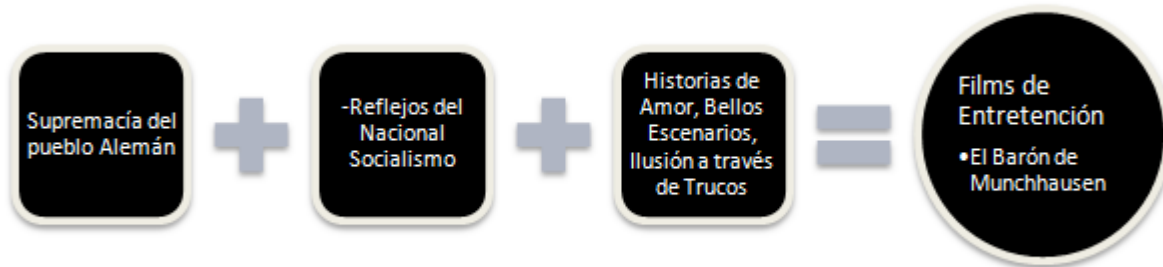 Supremacía del
pueblo Alemán
-Reflejos del
Nacional
Socialismo
Historias de
Amor, Bellos
Escenarios,
Ilusión a través
de Trucos
Films de
Entretención
•El Barón de
Munchhausen